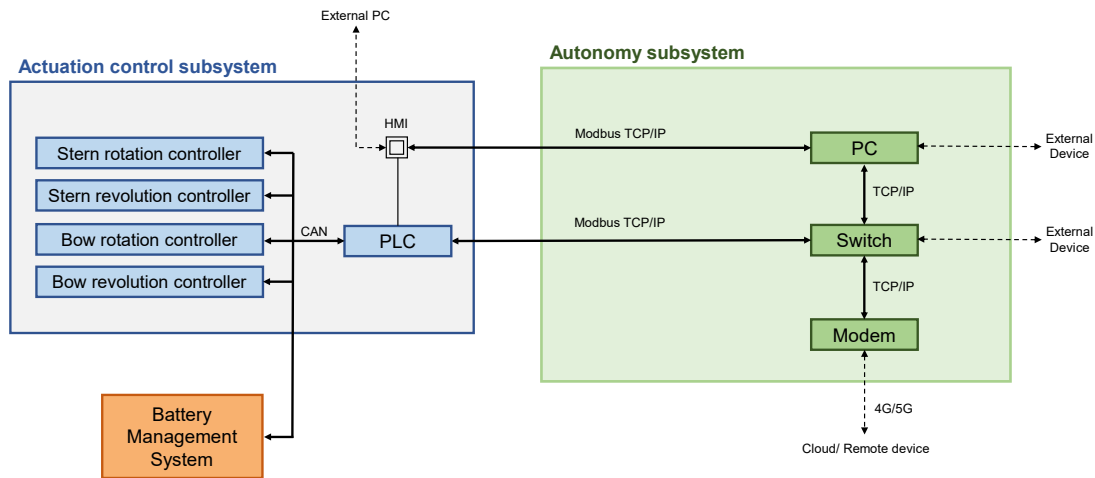 External PC
Actuation control subsystem
Autonomy subsystem
HMI
Modbus TCP/IP
Stern rotation controller
PC
External
Device
Stern revolution controller
TCP/IP
Bow rotation controller
CAN
PLC
Modbus TCP/IP
Switch
External
Device
Bow revolution controller
TCP/IP
Modem
Battery
Management
System
4G/5G
Cloud/ Remote device